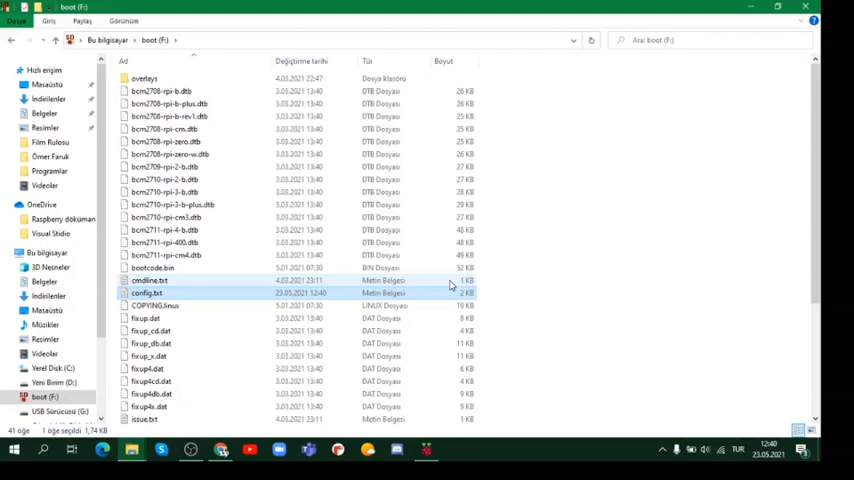 boot (F:)
Dosya Giriş Paylaş Görünüm
Bu bilgisayar > boot (F:) >
Ara: boot (F:)
Ad Değiştirme tarihi Tür Boyut
Hızlı erişim
Masaüstü
İndirilenler
Belgeler
Resimler
Film Rulosu
Ömer Faruk
Programlar
Videolar
OneDrive
Raspberry döküman
Visual Stidio
Bu bilgisayar
3D Nesneler
Belgeler
İndirilenler
Masaüstü
Müzikler
Resimler
Videolar
Yerel Disk (C:)
Yeni Birim (D:)
boot (F:)
USB Sürücüsü (G:)
overlays 4.03.2021 22:47 Dosya klasörü
bcm2708-rpi-b.dtb 3.03.2021 13:40 DTB Dosyası 26 KB
bcm2708-rpi-b-plus.dtb 3.03.2021 13:40 DTB Dosyası 26 KB
bcm2708-rpi-b-rev1.dtb 3.03.2021 13:40 DTB Dosyası 25 KB
bcm2708-rpi-cm.dtb 3.03.2021 13:40 DTB Dosyası 25 KB
bcm2708-rpi-zero.dtb 3.03.2021 13:40 DTB Dosyası 25 KB
bcm2708-rpi-zero-w.dtb 3.03.2021 13:40 DTB Dosyası 26 KB
bcm2709-rpi-2-b.dtb 3.03.2021 13:40 DTB Dosyası 27 KB
bcm2710-rpi-2-b.dtb 3.03.2021 13:40 DTB Dosyası 27 KB
bcm2710-rpi-3-b.dtb 3.03.2021 13:40 DTB Dosyası 28 KB
bcm2710-rpi-3-b-plus.dtb 3.03.2021 13:40 DTB Dosyası 29 KB
bcm2710-rpi-cm3.dtb 3.03.2021 13:40 DTB Dosyası 27 KB
bcm2711-rpi-4-b.dtb 3.03.2021 13:40 DTB Dosyası 48 KB
bcm2711-rpi-400.dtb 3.03.2021 13:40 DTB Dosyası 48 KB
bcm2711-rpi-cm4.dtb 3.03.2021 13:40 DTB Dosyası 49 KB
bootcode.bin 5.01.2021 07:30 BIN Dosyası 52 KB
cmdline.txt 4.03.2021 23:11 Metin Belgesi 1 KB
config.txt 23.05.2021 12:40 Metin Belgesi 2 KB
COPYING.linux 5.01.2021 07:30 LINUX Dosyası 19 KB
fixup.dat 3.03.2021 13:40 DAT Dosyası 8 KB
fixup_cd.dat 3.03.2021 13:40 DAT Dosyası 4 KB
fixup_db.dat 3.03.2021 13:40 DAT Dosyası 11 KB
fixup_x.dat 3.03.2021 13:40 DAT Dosyası 11 KB
fixup4.dat 3.03.2021 13:40 DAT Dosyası 6 KB
fixup4cd.dat 3.03.2021 13:40 DAT Dosyası 4 KB
fixup4db.dat 3.03.2021 13:40 DAT Dosyası 9 KB
fixup4x.dat 3.03.2021 13:40 DAT Dosyası 9 KB
issue.txt 4.03.2021 23:11 Metin Belgesi 1 KB
41 öğe 1 öğe seçildi 1,74 KB
TUR
12:40
23.05.2021